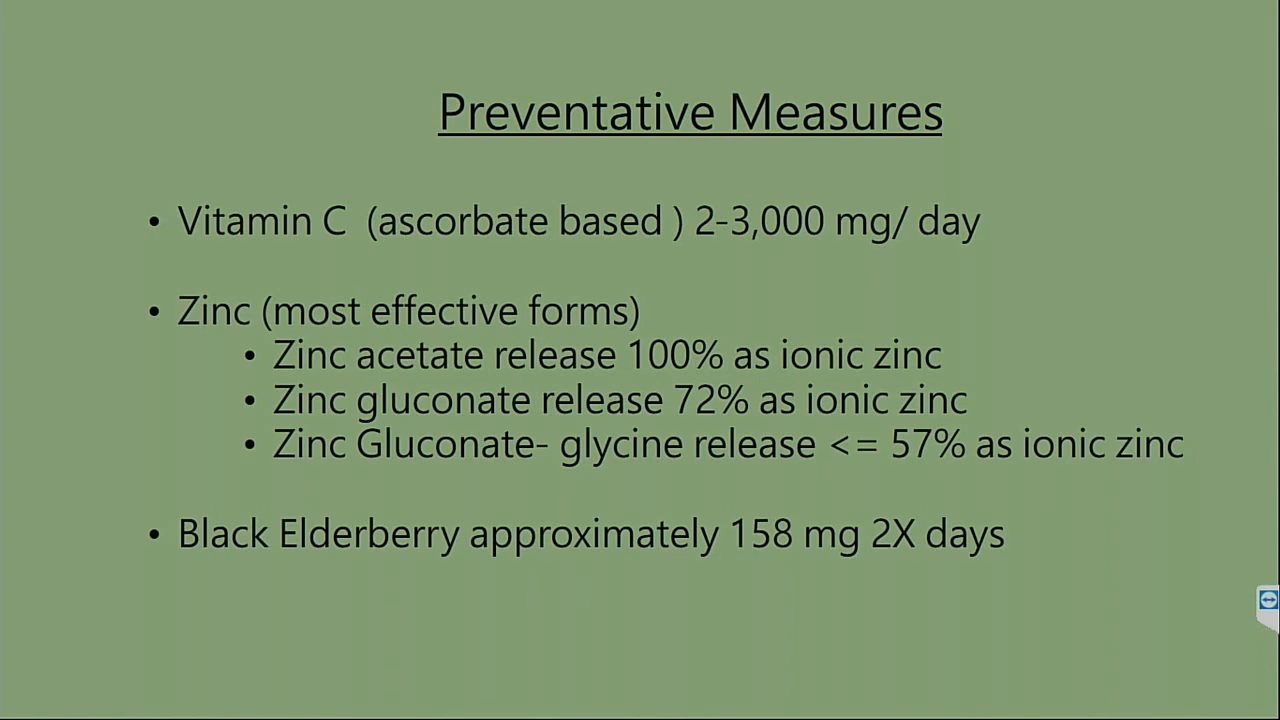 Preventative Measures
• Vitamin C (ascorbate based ) 2-3,000 mg/ day
• Zinc (most effective forms)
• Zinc acetate release 100% as ionic zinc
• Zinc gluconate release 72% as ionic zinc
• Zinc Gluconate- glycine release <= 57% as ionic zinc
• Black Elderberry approximately 158 mg 2X days